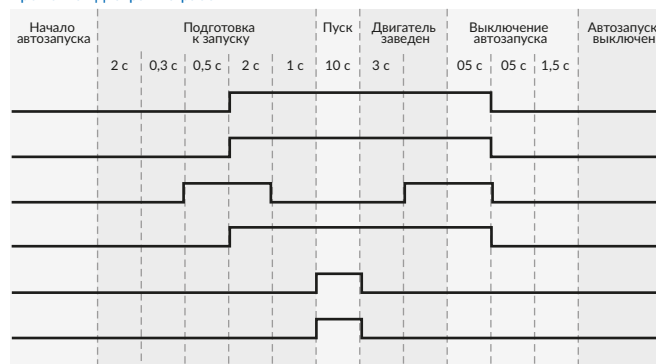 Начало
автозапуска
Подготовка
к запуску
Пуск
Двигатель
заведен
Выключение
автозапуска
Автозапуск
выключен
2 с
0,3 с
0,5 с
2 с
1 с
10 с
3 с
05 с
05 с
1,5 с